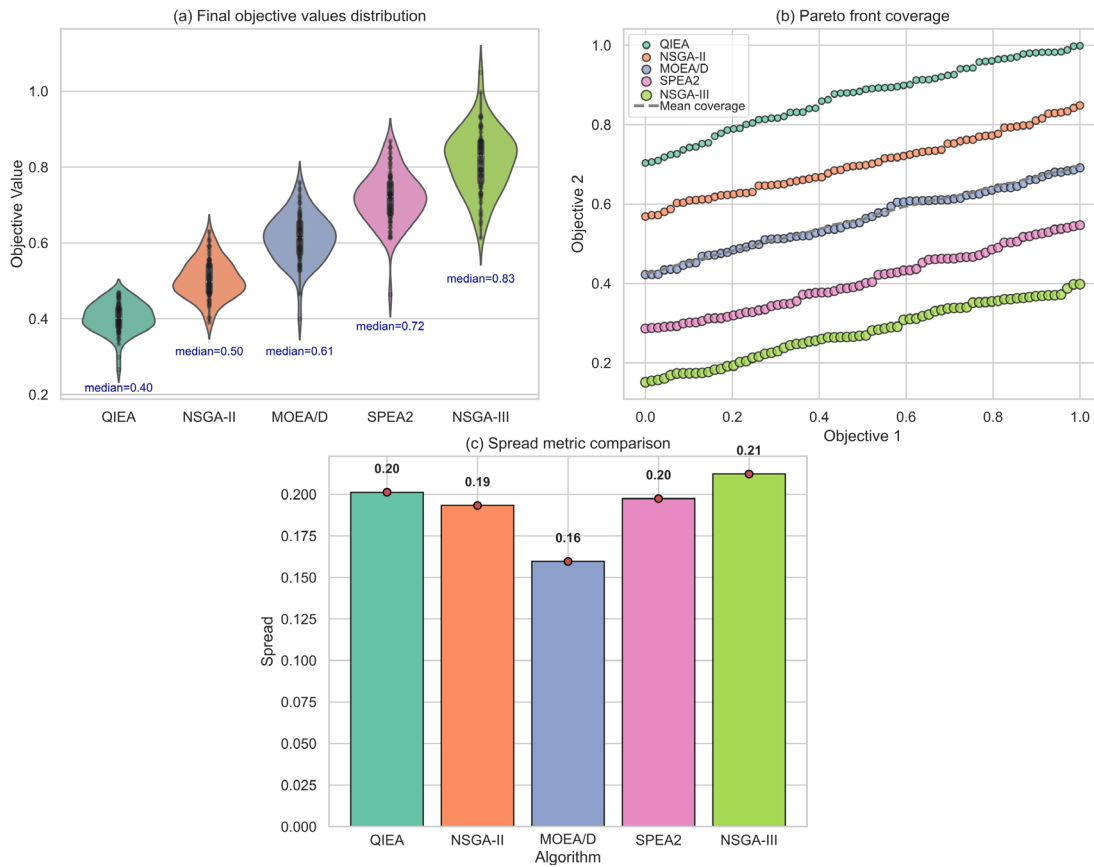 (a) Final objective values distribution
Objective Value
1.0
0.8
0.6
0.4
0.2
median=0.40
median=0.50
median=0.61
median=0.72
median=0.83
QIEA
NSGA-II
MOEA/D
SPEA2
NSGA-III
(b) Pareto front coverage
QIEA
NSGA-II
MOEA/D
SPEA2
NSGA-III
Mean coverage
Objective 2
1.0
0.8
0.6
0.4
0.2
0.0
0.2
0.4
0.6
0.8
1.0
Objective 1
(c) Spread metric comparison
Spread
0.200
0.175
0.150
0.125
0.100
0.075
0.050
0.025
0.000
0.20
0.19
0.16
0.20
0.21
QIEA
NSGA-II
MOEA/D
SPEA2
NSGA-III
Algorithm